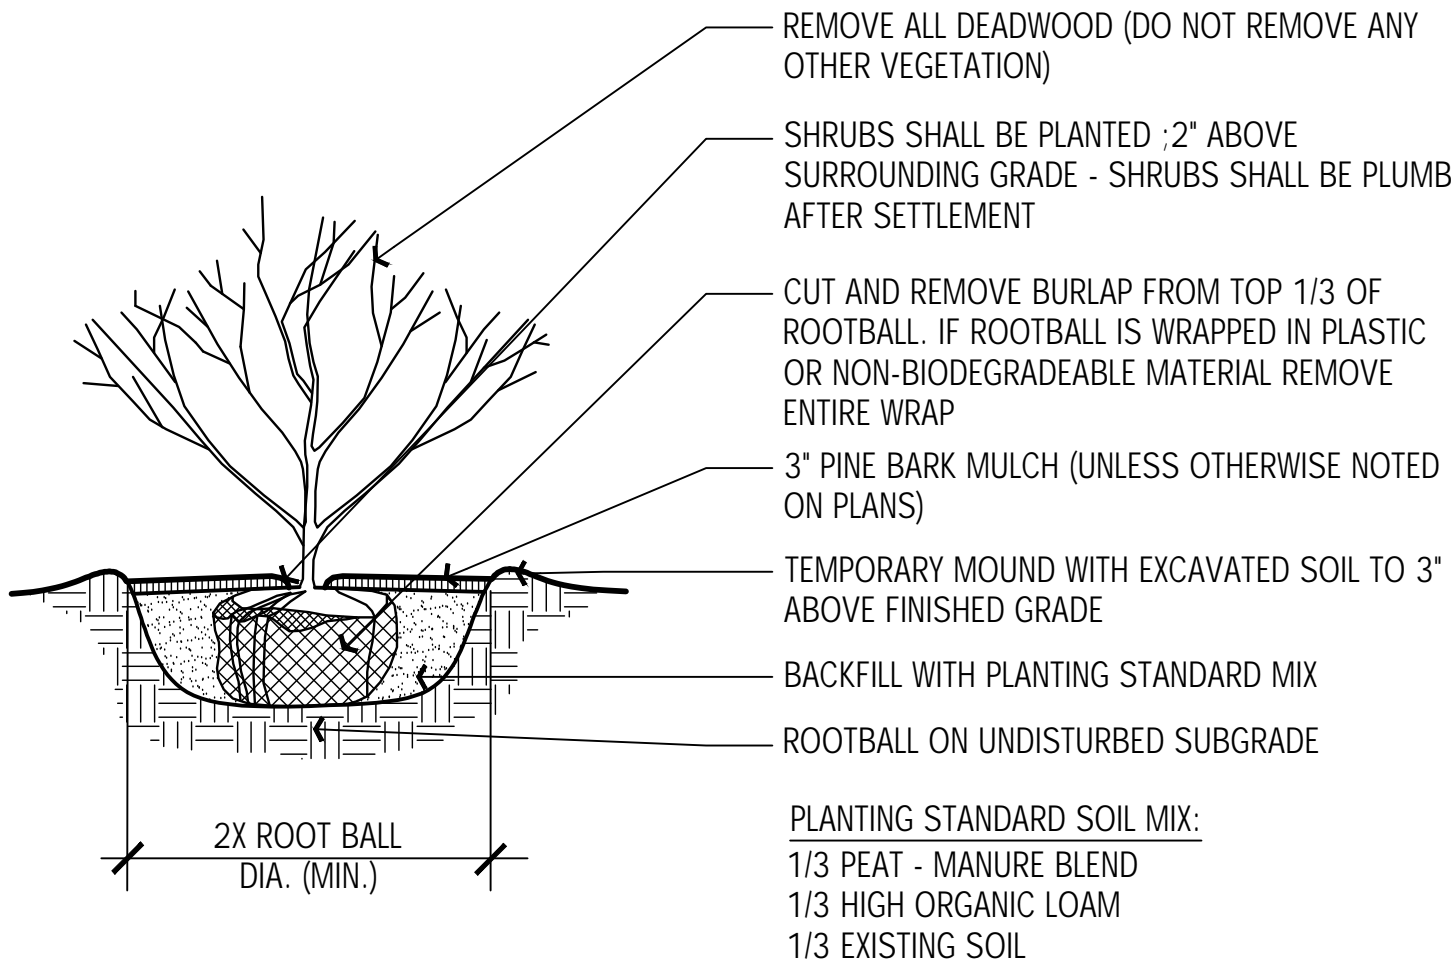 REMOVE ALL DEADWOOD (DO NOT REMOVE ANY
OTHER VEGETATION)
SHRUBS SHALL BE PLANTED ;2" ABOVE
SURROUNDING GRADE - SHRUBS SHALL BE PLUMB
AFTER SETTLEMENT
CUT AND REMOVE BURLAP FROM TOP 1/3 OF
ROOTBALL. IF ROOTBALL IS WRAPPED IN PLASTIC
OR NON-BIODEGRADEABLE MATERIAL REMOVE
ENTIRE WRAP
3" PINE BARK MULCH (UNLESS OTHERWISE NOTED
ON PLANS)
TEMPORARY MOUND WITH EXCAVATED SOIL TO 3"
ABOVE FINISHED GRADE
BACKFILL WITH PLANTING STANDARD MIX
ROOTBALL ON UNDISTURBED SUBGRADE
2X ROOT BALL
DIA. (MIN.)
PLANTING STANDARD SOIL MIX:
1/3 PEAT - MANURE BLEND
1/3 HIGH ORGANIC LOAM
1/3 EXISTING SOIL